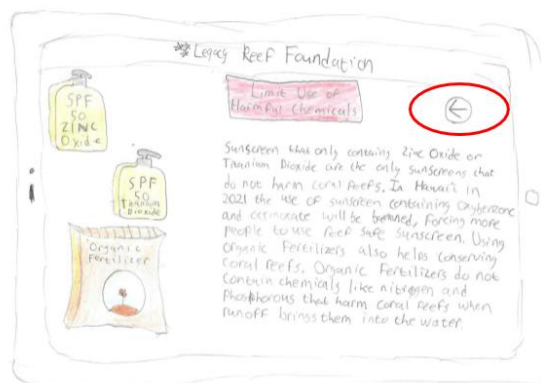 Legacy Reef Foundation
Limit Use of
Harmful Chemicals
SPF
50
ZINC
Oxide
SPF
50
Titanium
Dioxide
Organic
Fertilizer
Sunscreen that only containg Zinc Oxide or
Titanium Dioxide are the only sunscreens that
do not harm coral reefs. In Hawaii in
2021 the use of sunscreen containing Oxybenzone
and will be banned, forcing more
people to use reef safe sunscreen. Using
Organic Fertilizers also helps conserving
coral reefs. Organic Fertilizers do not
contain chemicals like nitrogen and
Phosphorous that harm coral reefs when
runoff brings them into the water.